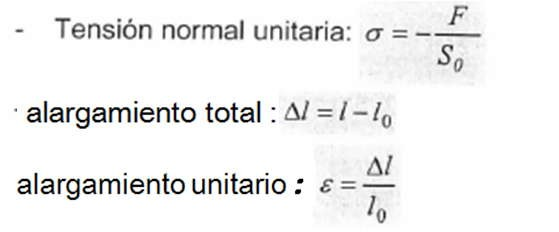 - Tensión normal unitaria: σ = -F/S₀
alargamiento total : Δl = l - l₀
alargamiento unitario : ε = Δl/l₀